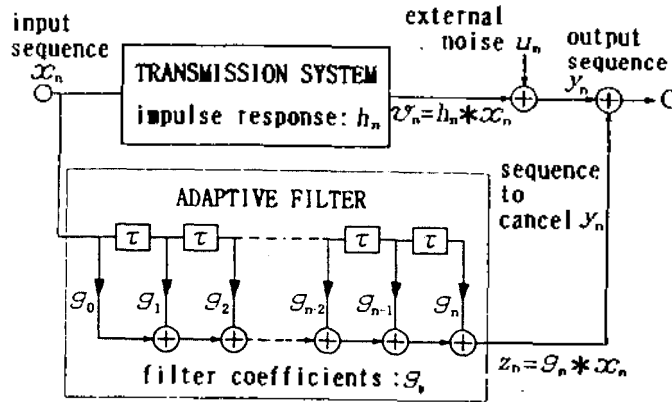 input
sequence
xₙ
TRANSMISSION SYSTEM
impulse response: hₙ
vₙ=hₙ*xₙ
external
noise uₙ
output
sequence
yₙ
sequence
to
cancel yₙ
ADAPTIVE FILTER
τ τ τ τ
g₀ g₁ g₂ gₙ₋₂ gₙ₋₁ gₙ
filter coefficients :gₙ
zₙ=gₙ*xₙ